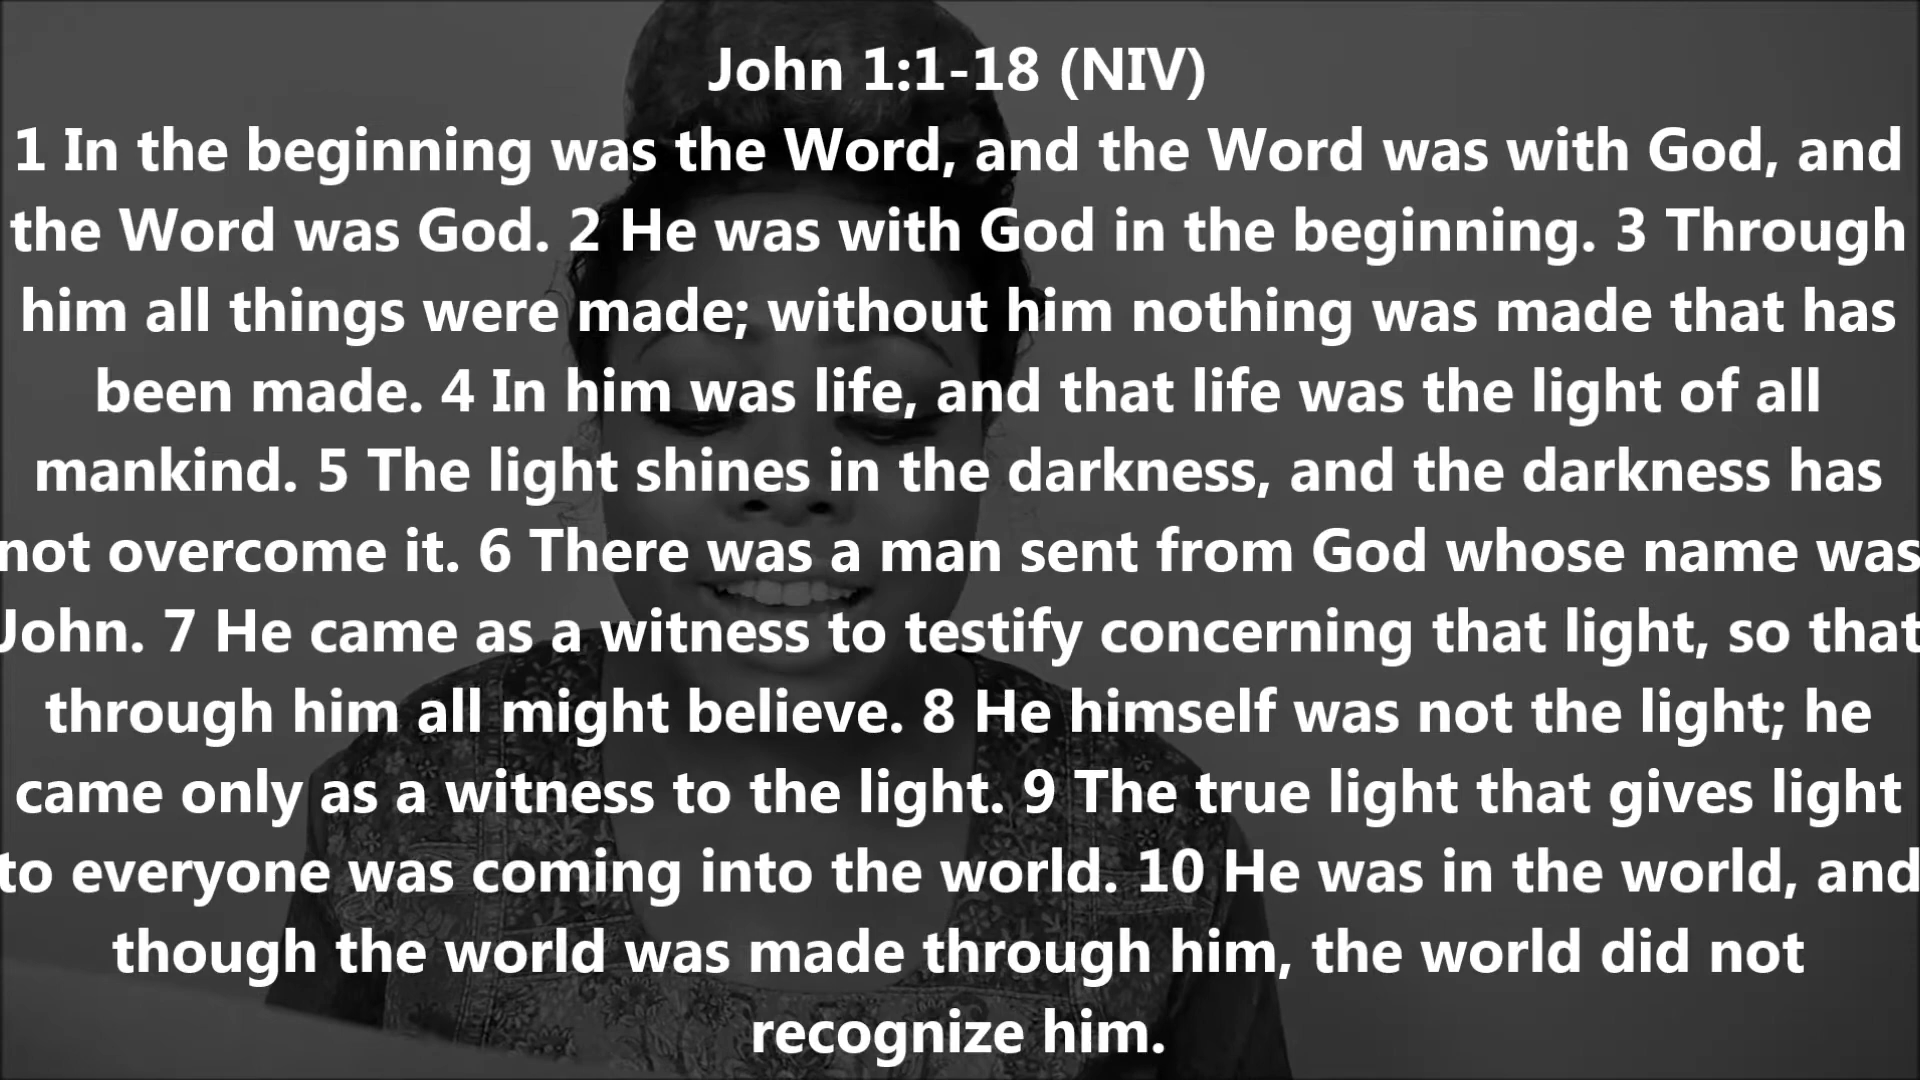 John 1:1-18 (NIV)
1 In the beginning was the Word, and the Word was with God, and
the Word was God. 2 He was with God in the beginning. 3 Through
him all things were made; without him nothing was made that has
been made. 4 In him was life, and that life was the light of all
mankind. 5 The light shines in the darkness, and the darkness has
not overcome it. 6 There was a man sent from God whose name was
John. 7 He came as a witness to testify concerning that light, so that
through him all might believe. 8 He himself was not the light; he
came only as a witness to the light. 9 The true light that gives light
to everyone was coming into the world. 10 He was in the world, and
though the world was made through him, the world did not
recognize him.